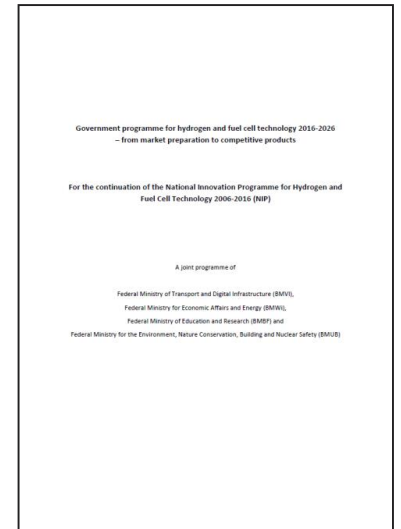 Government programme for hydrogen and fuel cell technology 2016-2026
– from market preparation to competitive products
For the continuation of the National Innovation Programme for Hydrogen and
Fuel Cell Technology 2006-2016 (NIP)
A joint programme of
Federal Ministry of Transport and Digital Infrastructure (BMVI),
Federal Ministry for Economic Affairs and Energy (BMWi),
Federal Ministry of Education and Research (BMBF) and
Federal Ministry for the Environment, Nature Conservation, Building and Nuclear Safety (BMUB)